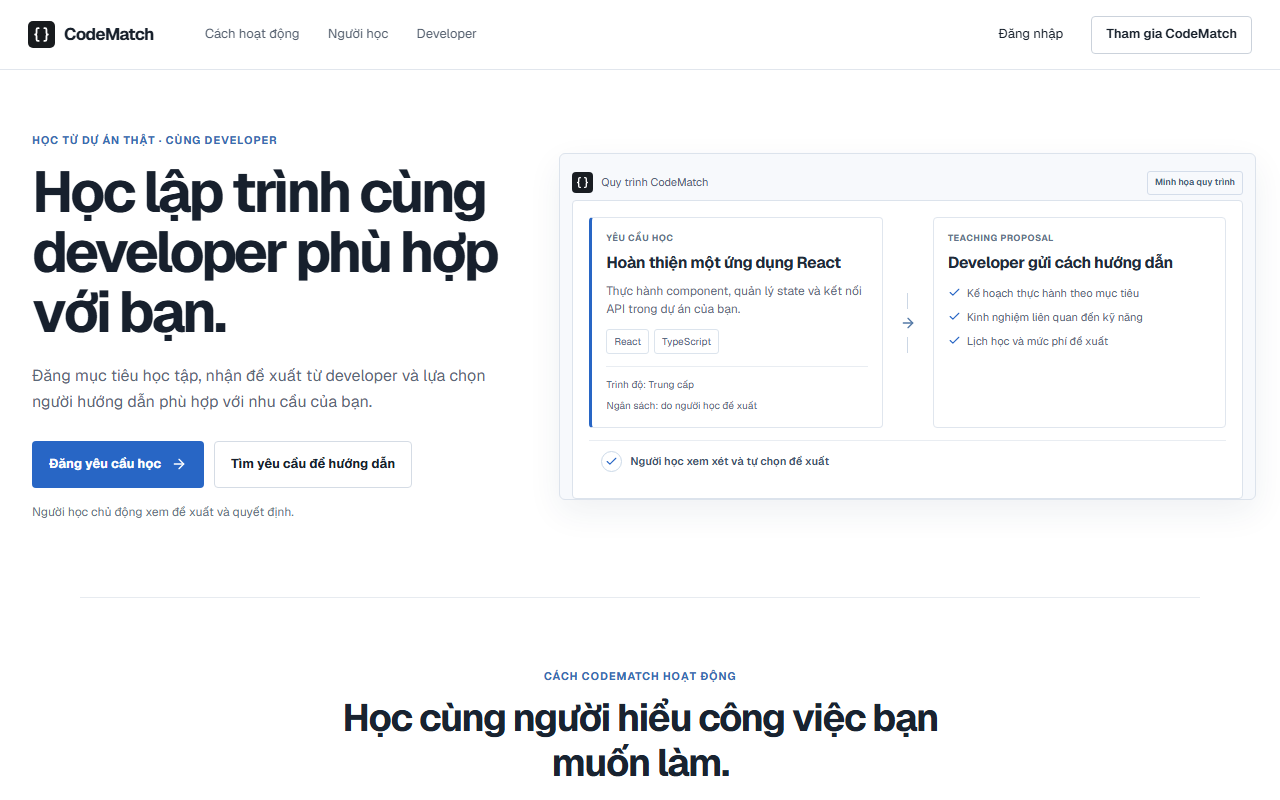 CodeMatch
Cách hoạt động
Người học
Developer
Đăng nhập
Tham gia CodeMatch
HỌC TỪ DỰ ÁN THẬT · CÙNG DEVELOPER
Học lập trình cùng
developer phù hợp
với bạn.
Đăng mục tiêu học tập, nhận đề xuất từ developer và lựa chọn
người hướng dẫn phù hợp với nhu cầu của bạn.
Đăng yêu cầu học →
Tìm yêu cầu để hướng dẫn
Người học chủ động xem đề xuất và quyết định.
Quy trình CodeMatch
Minh họa quy trình
YÊU CẦU HỌC
Hoàn thiện một ứng dụng React
Thực hành component, quản lý state và kết nối
API trong dự án của bạn.
React
TypeScript
Trình độ: Trung cấp
Ngân sách: do người học đề xuất
TEACHING PROPOSAL
Developer gửi cách hướng dẫn
Kế hoạch thực hành theo mục tiêu
Kinh nghiệm liên quan đến kỹ năng
Lịch học và mức phí đề xuất
Người học xem xét và tự chọn đề xuất
CÁCH CODEMATCH HOẠT ĐỘNG
Học cùng người hiểu công việc bạn
muốn làm.